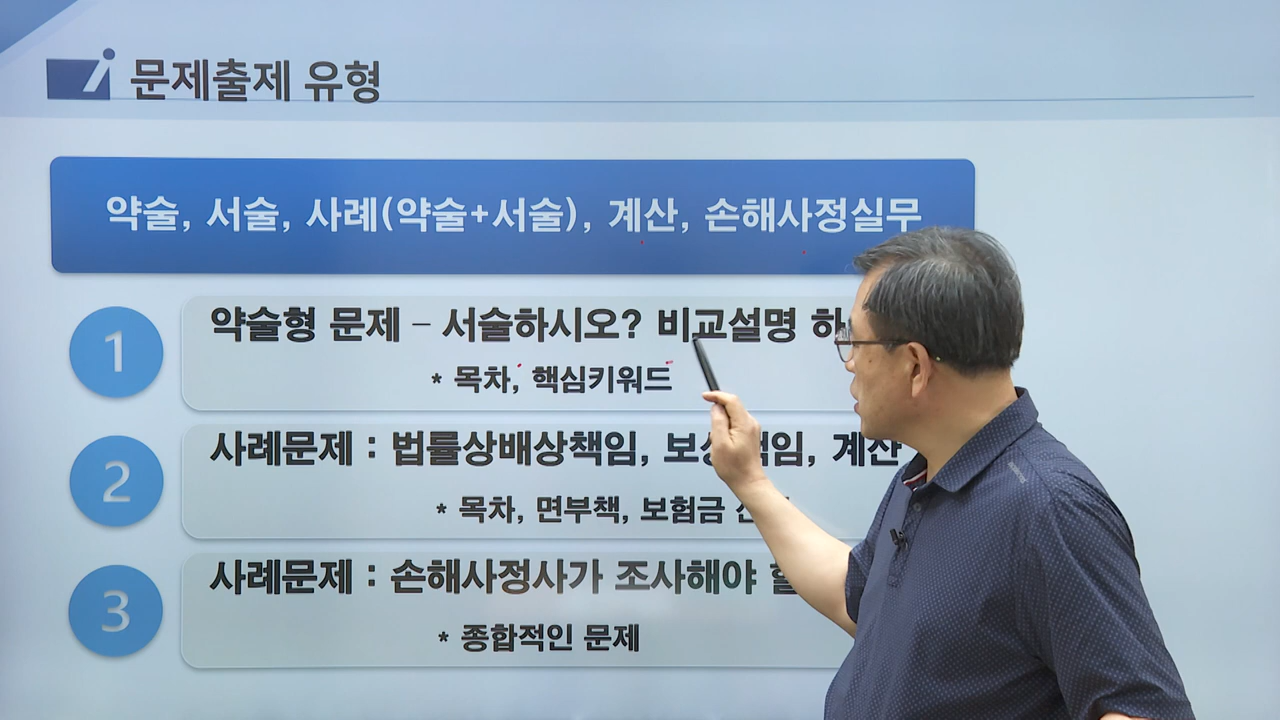 문제출제 유형
약술, 서술, 사례(약술+서술), 계산, 손해사정실무
1
약술형 문제 – 서술하시오? 비교설명 하
* 목차, 핵심키워드
2
사례문제 : 법률상배상책임, 보상책임, 계산
* 목차, 면부책, 보험금
3
사례문제 : 손해사정사가 조사해야 할
* 종합적인 문제